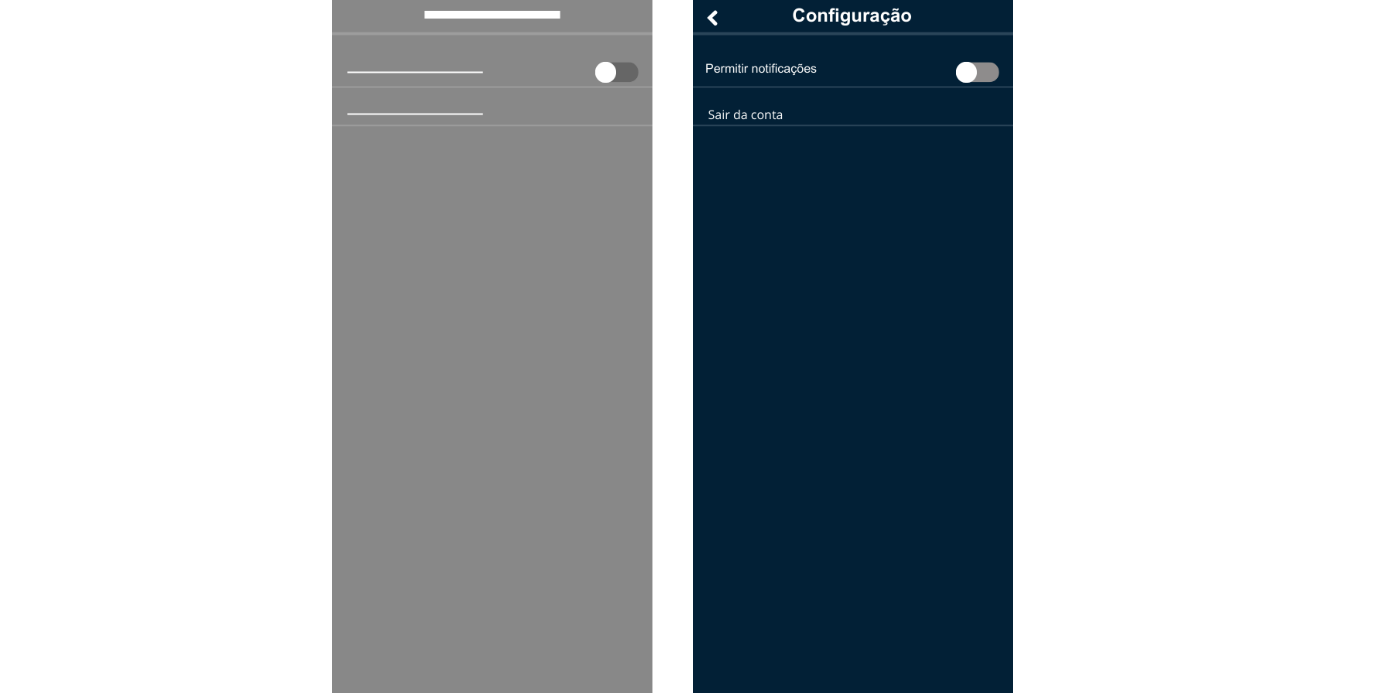 Configuração
Permitir notificações
Sair da conta